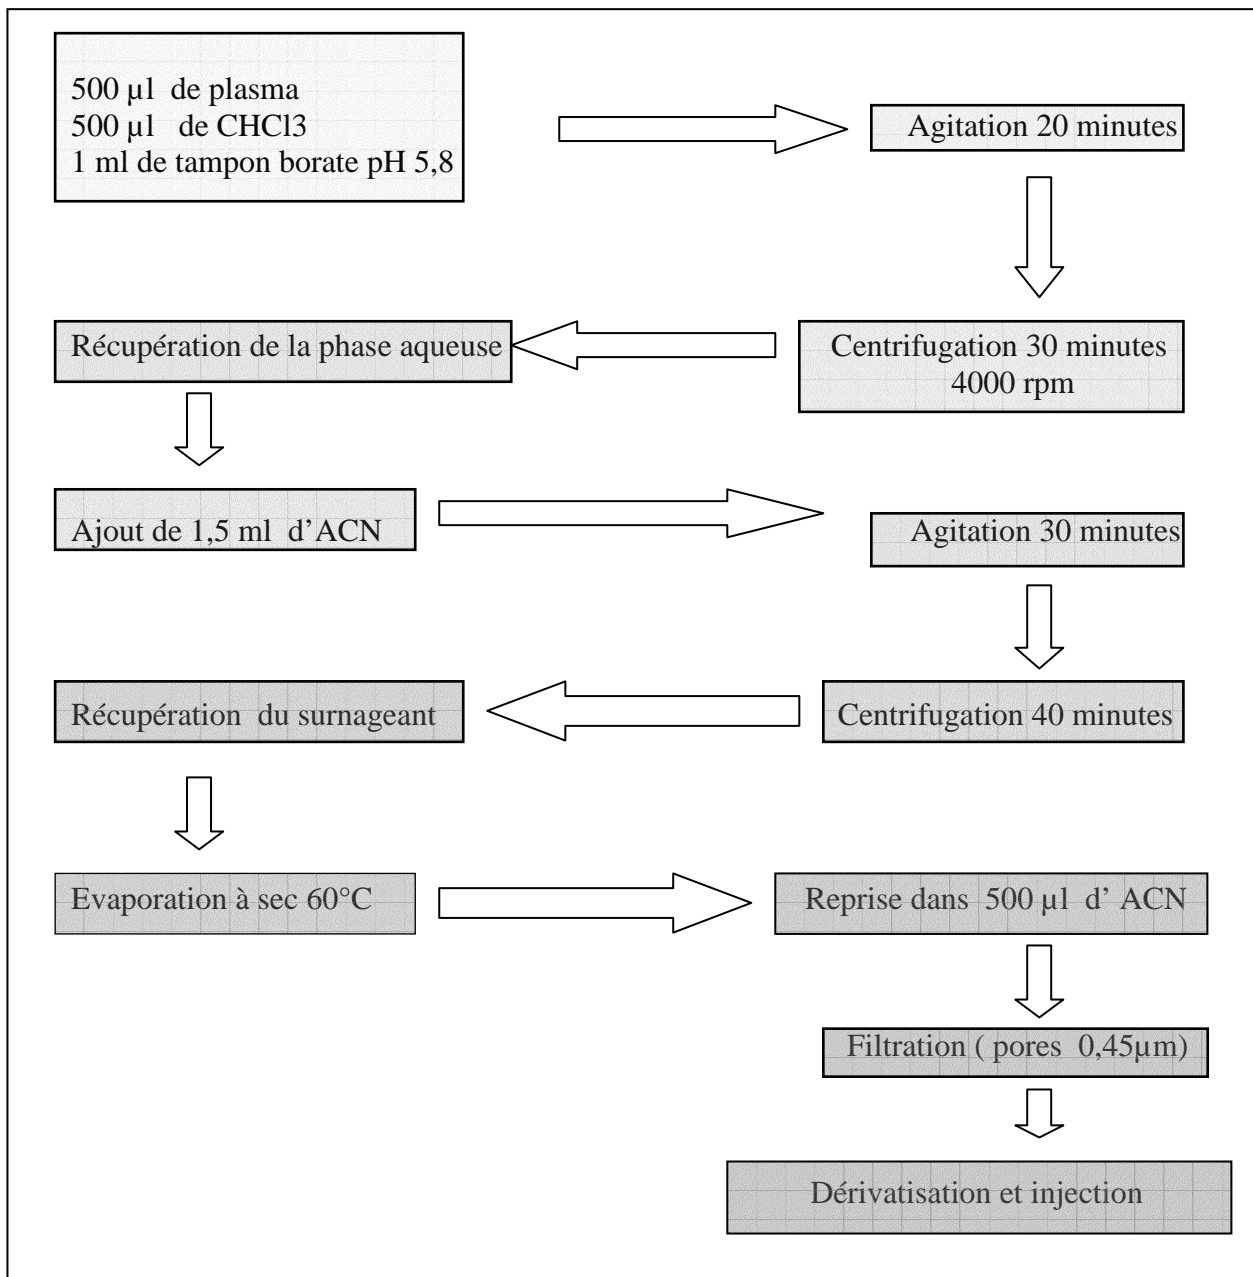 500 µl de plasma
500 µl de CHCl3
1 ml de tampon borate pH 5,8
Agitation 20 minutes
Centrifugation 30 minutes
4000 rpm
Récupération de la phase aqueuse
Ajout de 1,5 ml d’ACN
Agitation 30 minutes
Centrifugation 40 minutes
Récupération du surnageant
Evaporation à sec 60°C
Reprise dans 500 µl d’ ACN
Filtration ( pores 0,45µm)
Dérivatisation et injection